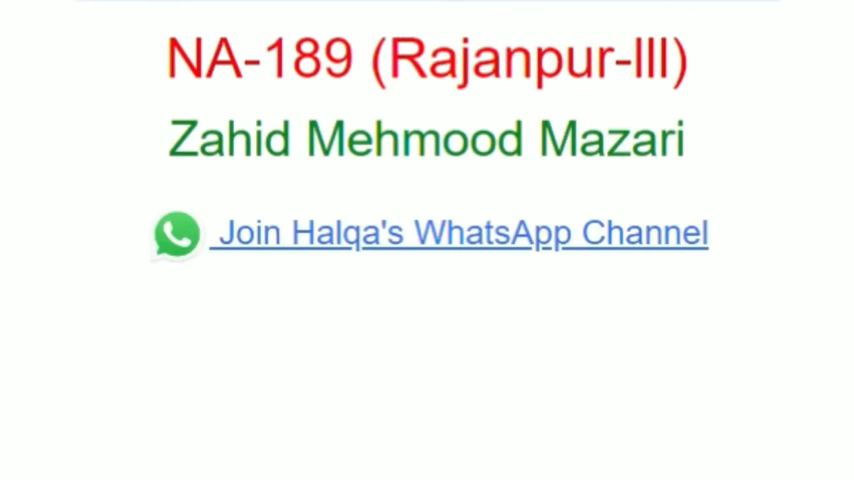 NA-189 (Rajanpur-III)
Zahid Mehmood Mazari
Join Halqa's WhatsApp Channel